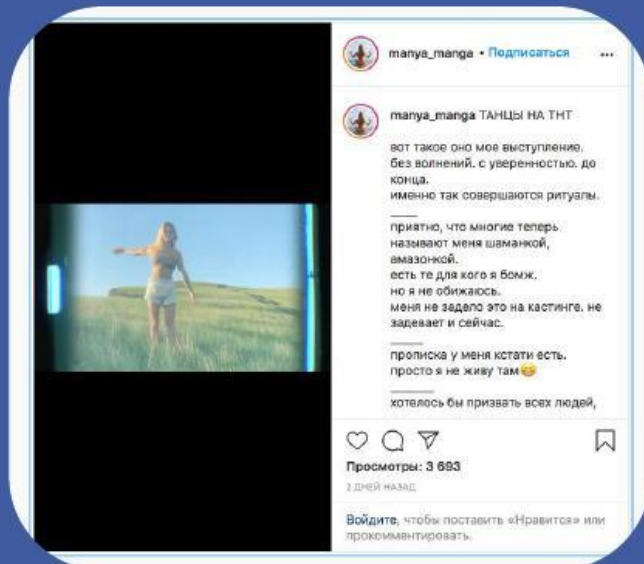 manya_manga • Подписаться
manya_manga ТАНЦЫ НА ТНТ
вот такое оно мое выступление.
без волнений. с уверенностью. до
конца.
именно так совершаются ритуалы.
____
приятно, что многие теперь
называют меня шаманкой,
амазонкой.
есть те для кого я бомж.
но я не обижаюсь.
меня не задело это на кастинге. не
задевает и сейчас.
_____
прописка у меня кстати есть.
просто я не живу там😂
______
хотелось бы призвать всех людей,
Просмотры: 3 693
2 ДНЕЙ НАЗАД
Войдите, чтобы поставить «Нравится» или
прокомментировать.